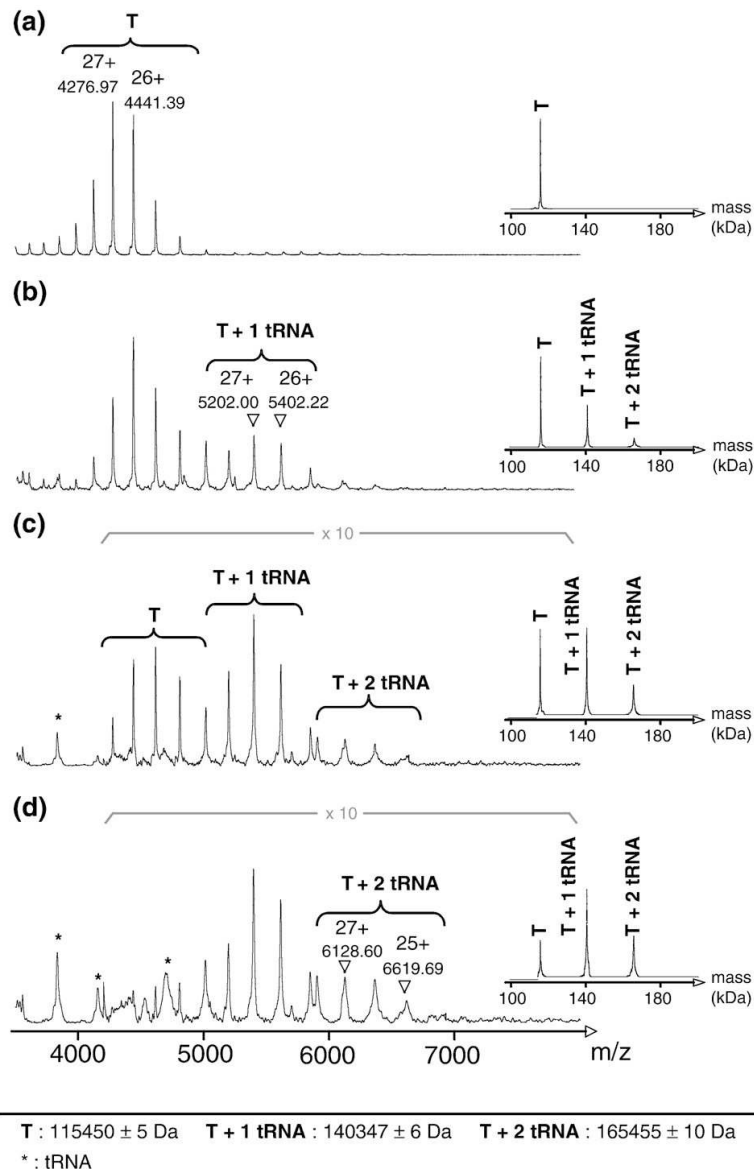 (a)
T
27+
4276.97
26+
4441.39
T
mass
(kDa)
100 140 180
(b)
T + 1 tRNA
27+
5202.00
26+
5402.22
T
T + 1 tRNA
T + 2 tRNA
mass
(kDa)
100 140 180
(c)
x 10
T
T + 1 tRNA
T + 2 tRNA
*
T
T + 1 tRNA
T + 2 tRNA
mass
(kDa)
100 140 180
(d)
x 10
T + 2 tRNA
27+
6128.60
25+
6619.69
* * *
T
T + 1 tRNA
T + 2 tRNA
mass
(kDa)
100 140 180
4000 5000 6000 7000 m/z
T : 115450 ± 5 Da T + 1 tRNA : 140347 ± 6 Da T + 2 tRNA : 165455 ± 10 Da
* : tRNA